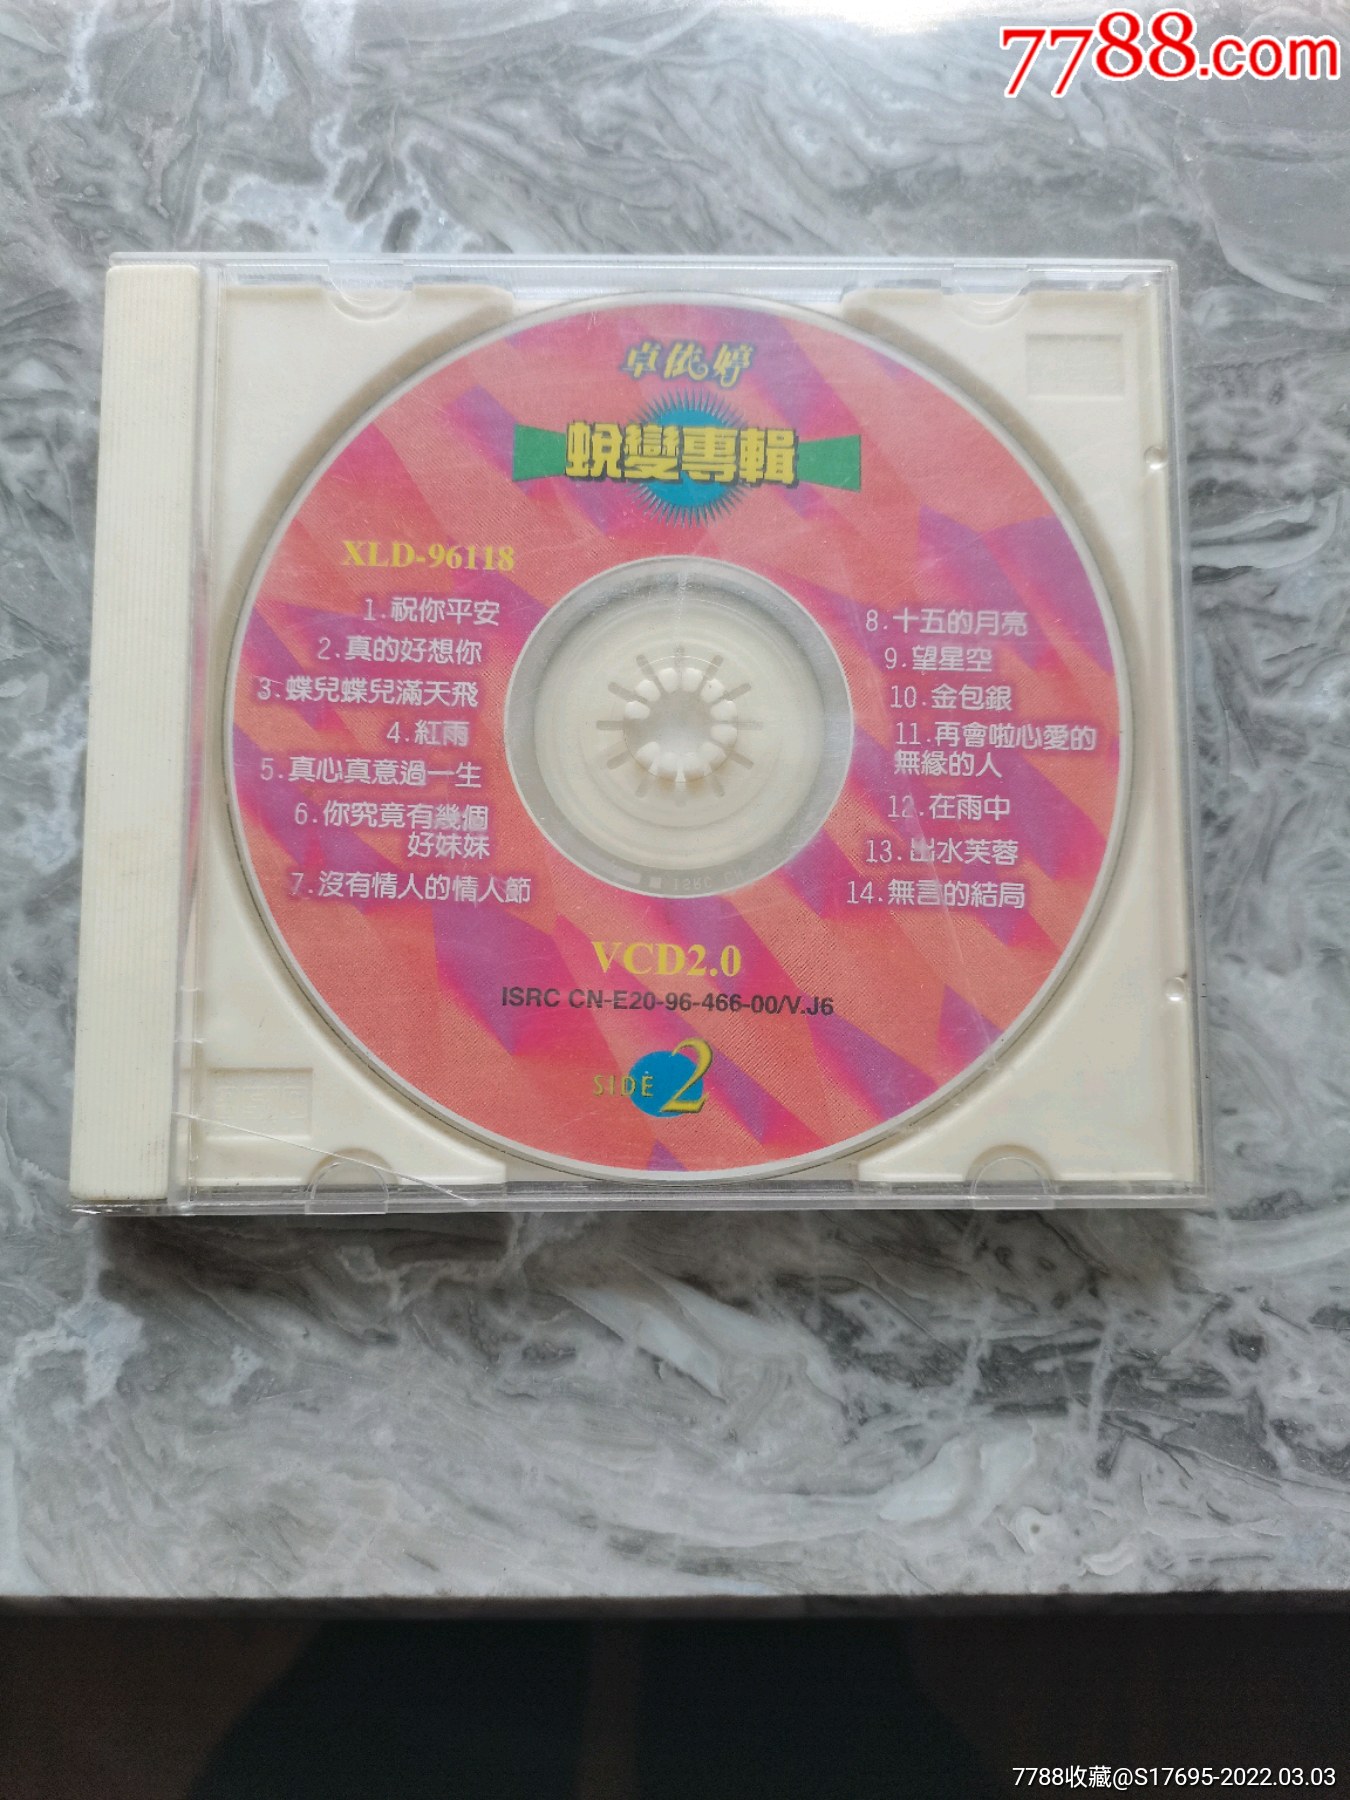 7788.com
卓依婷
蛻變專輯
XLD-96118
1.祝你平安
2.真的好想你
3.蝶兒蝶兒滿天飛
4.紅雨
5.真心真意過一生
6.你究竟有幾個
好妹妹
7.沒有情人的情人節
8.十五的月亮
9.望星空
10.金包銀
11.再會啦心愛的
無緣的人
12.在雨中
13.出水芙蓉
14.無言的結局
VCD2.0
ISRC CN-E20-96-466-00/V.J6
SIDE 2
7788收藏@S17695-2022.03.03